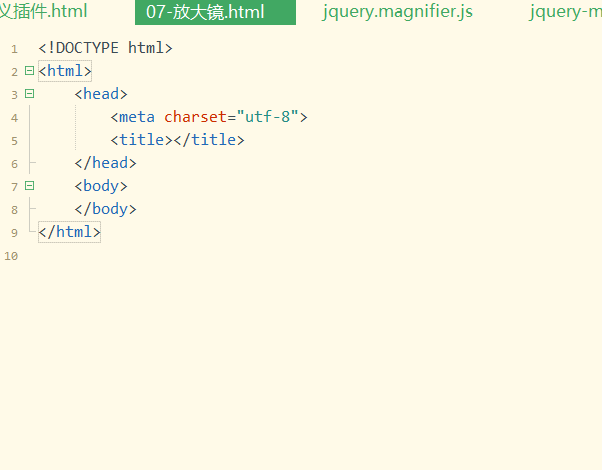 义插件.html 07-放大镜.html jquery.magnifier.js jquery-m
1 <!DOCTYPE html>
2 <html>
3 <head>
4 <meta charset="utf-8">
5 <title></title>
6 </head>
7 <body>
8 </body>
9 </html>
10